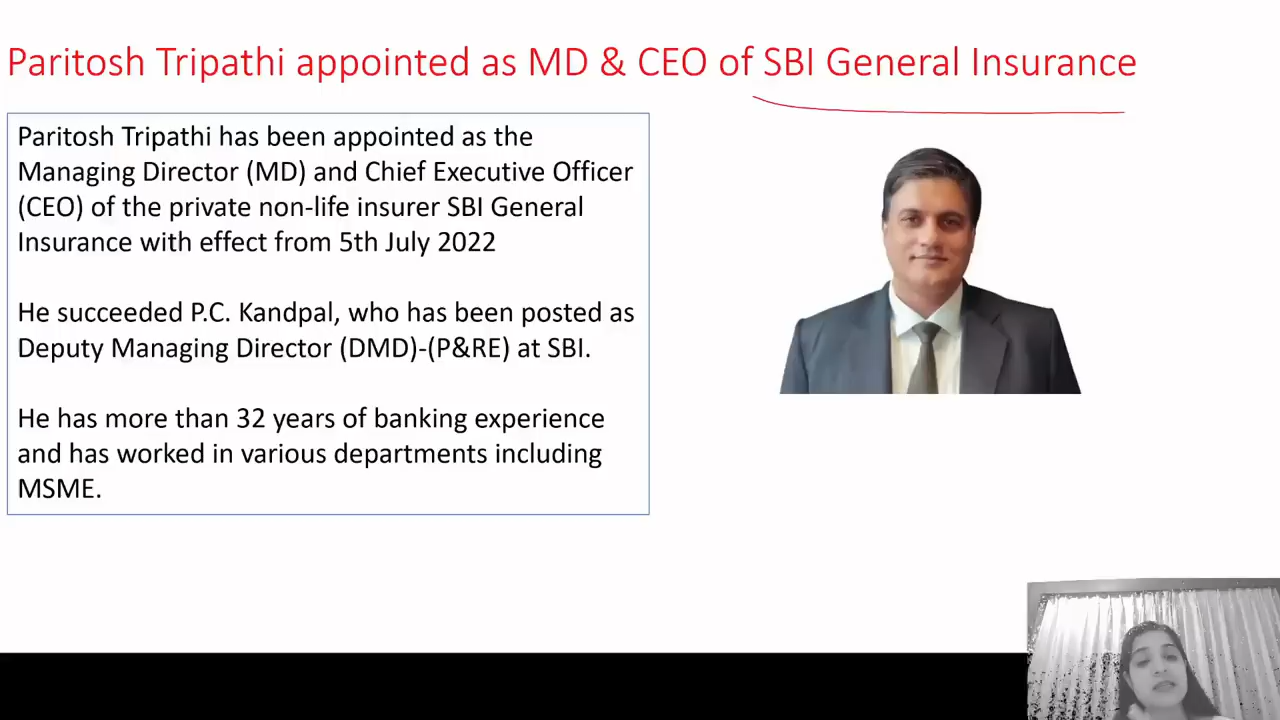 Paritosh Tripathi appointed as MD & CEO of SBI General Insurance
Paritosh Tripathi has been appointed as the
Managing Director (MD) and Chief Executive Officer
(CEO) of the private non-life insurer SBI General
Insurance with effect from 5th July 2022
He succeeded P.C. Kandpal, who has been posted as
Deputy Managing Director (DMD)-(P&RE) at SBI.
He has more than 32 years of banking experience
and has worked in various departments including
MSME.